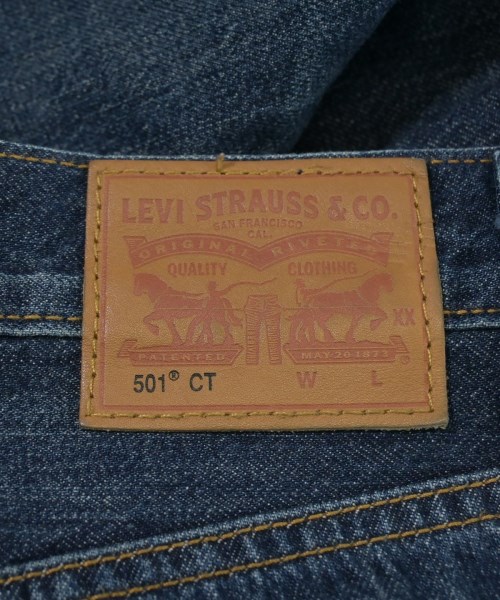 LEVI STRAUSS & CO.
SAN FRANCISCO
CAL.
ORIGINAL RIVETED
QUALITY CLOTHING
XX
PATENTED MAY 20 1873
501® CT W L